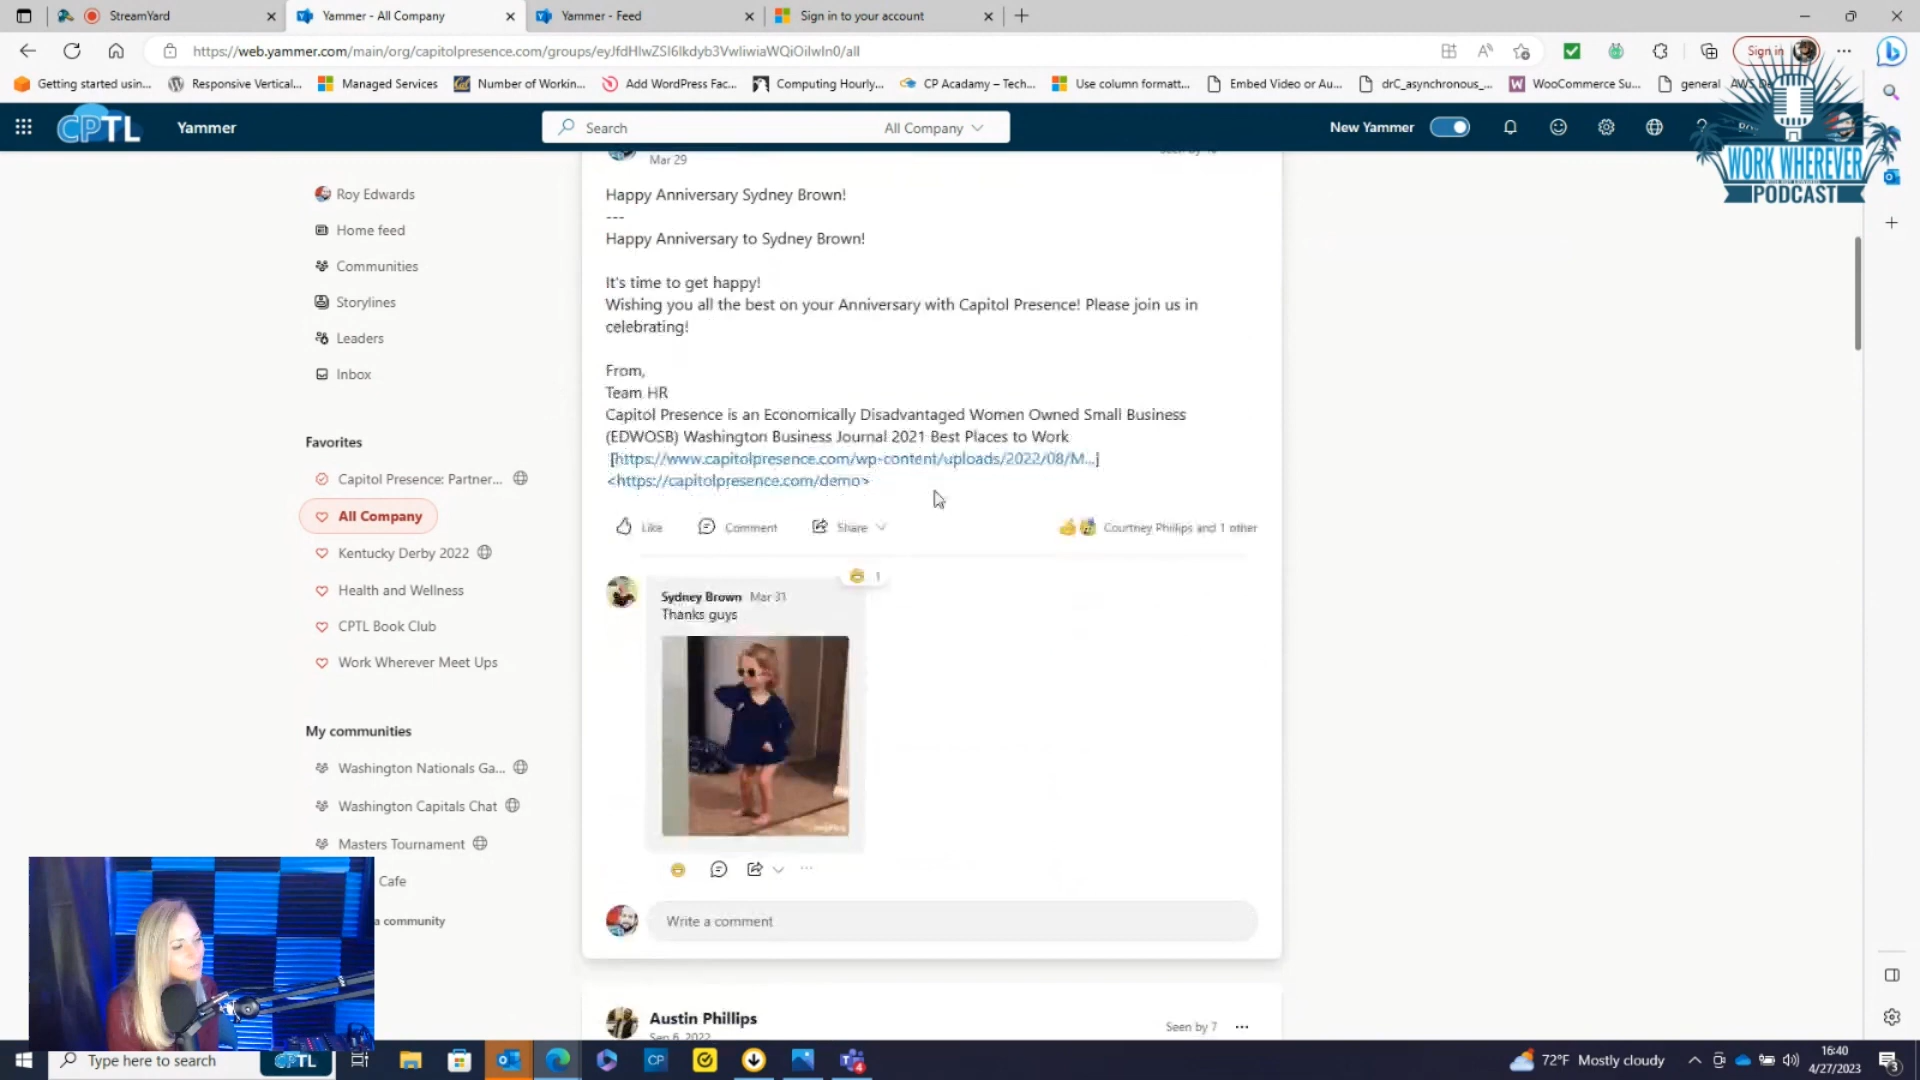 StreamYard
Yammer - All Company
Yammer - Feed
Sign in to your account
https://web.yammer.com/main/org/capitolpresence.com/groups/eyJfdHlwZSI6Ikdyb3VwIiwiaWQiOiIwIn0/all
Sign in
Getting started usin...
Responsive Vertical...
Managed Services
Number of Workin...
Add WordPress Fac...
Computing Hourly...
CP Acadamy – Tech...
Use column formatt...
Embed Video or Au...
drC_asynchronous_...
WooCommerce Su...
general
CPTL
Yammer
Search
All Company
New Yammer
?
WORK WHEREVER
PODCAST
Roy Edwards
Home feed
Communities
Storylines
Leaders
Inbox
Favorites
Capitol Presence: Partner...
All Company
Kentucky Derby 2022
Health and Wellness
CPTL Book Club
Work Wherever Meet Ups
My communities
Washington Nationals Ga...
Washington Capitals Chat
Masters Tournament
Cafe
a community
Mar 29
Happy Anniversary Sydney Brown!
---
Happy Anniversary to Sydney Brown!
It's time to get happy!
Wishing you all the best on your Anniversary with Capitol Presence! Please join us in
celebrating!
From,
Team HR
Capitol Presence is an Economically Disadvantaged Women Owned Small Business
(EDWOSB) Washington Business Journal 2021 Best Places to Work
[https://www.capitolpresence.com/wp-content/uploads/2022/08/M...]
<https://capitolpresence.com/demo>
Like
Comment
Share
Courtney Phillips and 1 other
1
Sydney Brown Mar 31
Thanks guys
Write a comment
Austin Phillips
Seen by 7
Sep 6, 2022
Type here to search
CPTL
CP
4
72°F Mostly cloudy
16:40
4/27/2023
3